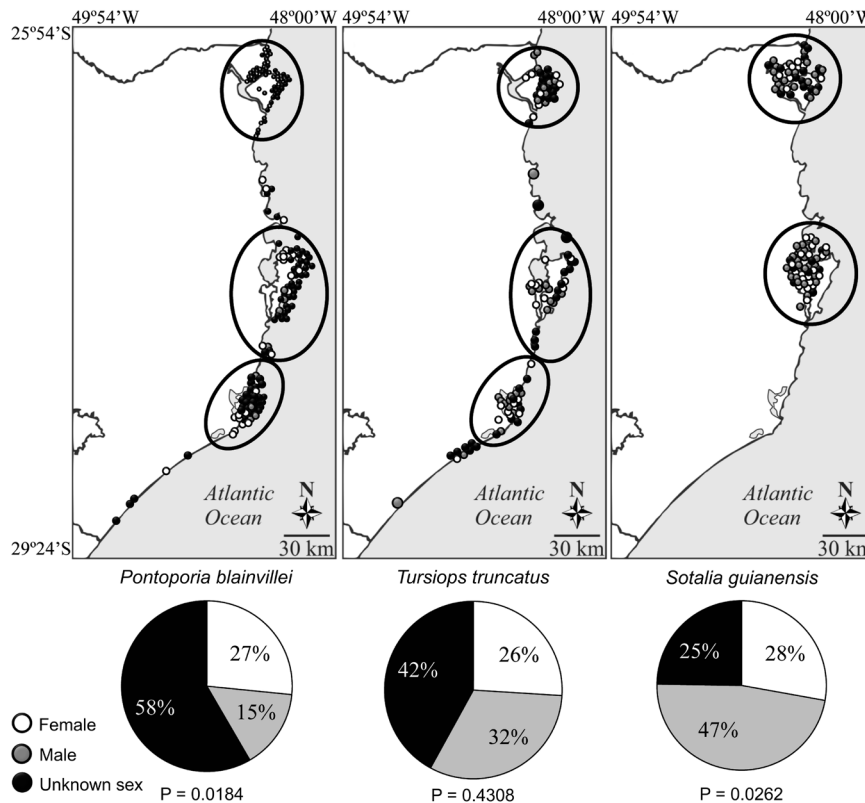 49º54'W 48º00'W 49º54'W 48º00'W 49º54'W 48º00'W
25º54'S
Atlantic Ocean N 30 km
Atlantic Ocean N 30 km
Atlantic Ocean N 30 km
29º24'S
Pontoporia blainvillei Tursiops truncatus Sotalia guianensis
27% 58% 15%
42% 26% 32%
25% 28% 47%
Female
Male
Unknown sex
P = 0.0184 P = 0.4308 P = 0.0262